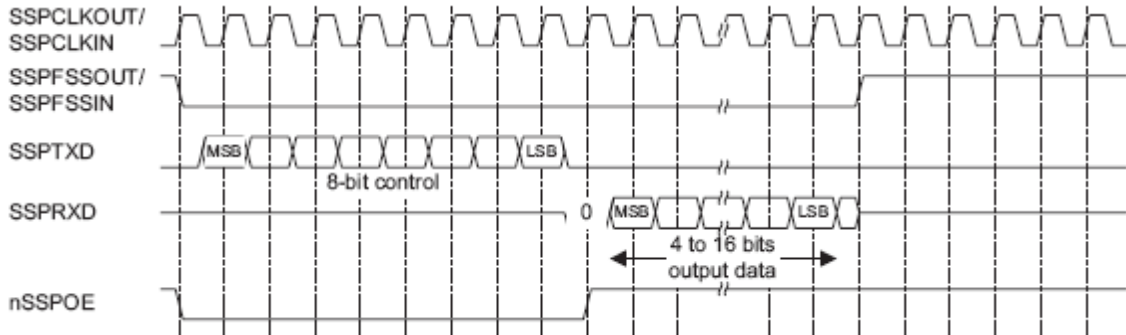 SSPCLKOUT/
SSPCLKIN
SSPFSSOUT/
SSPFSSIN
SSPTXD
MSB
LSB
8-bit control
SSPRXD
0
MSB
LSB
4 to 16 bits
output data
nSSPOE